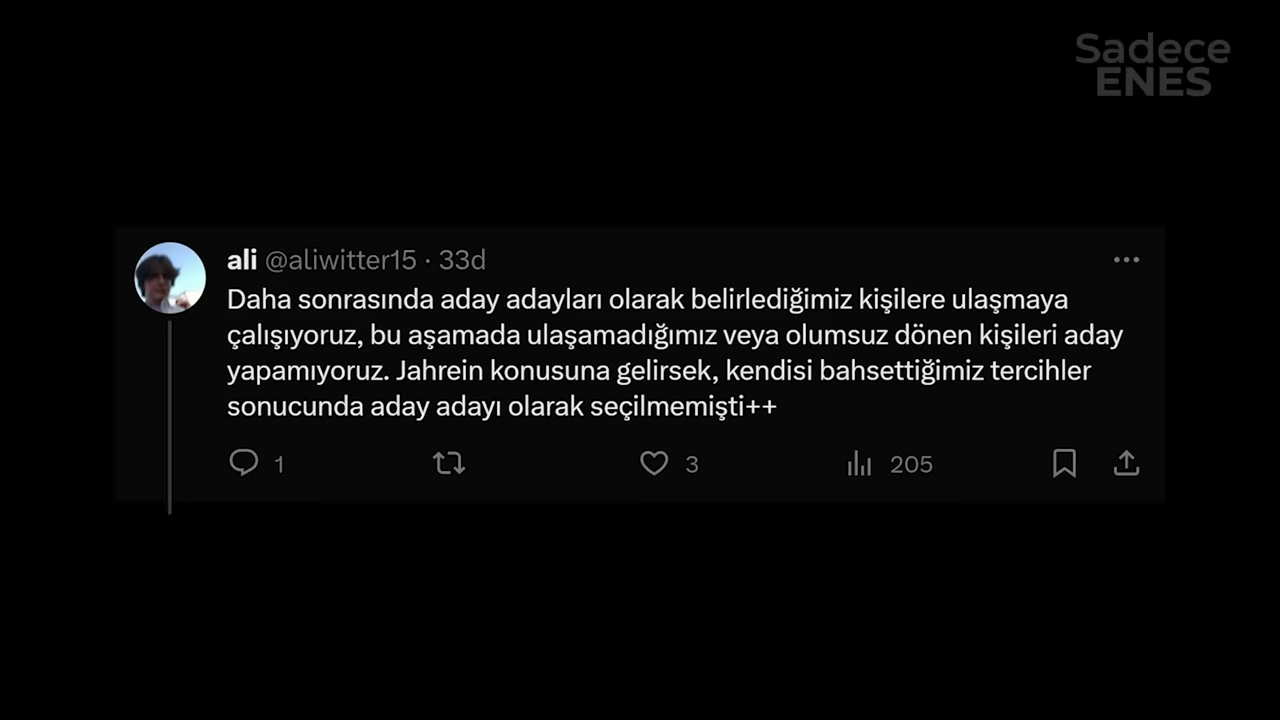 Sadece
ENES
ali @aliwitter15 · 33d
Daha sonrasında aday adayları olarak belirlediğimiz kişilere ulaşmaya
çalışıyoruz, bu aşamada ulaşamadığımız veya olumsuz dönen kişileri aday
yapamıyoruz. Jahrein konusuna gelirsek, kendisi bahsettiğimiz tercihler
sonucunda aday adayı olarak seçilmemişti++
1 3 205